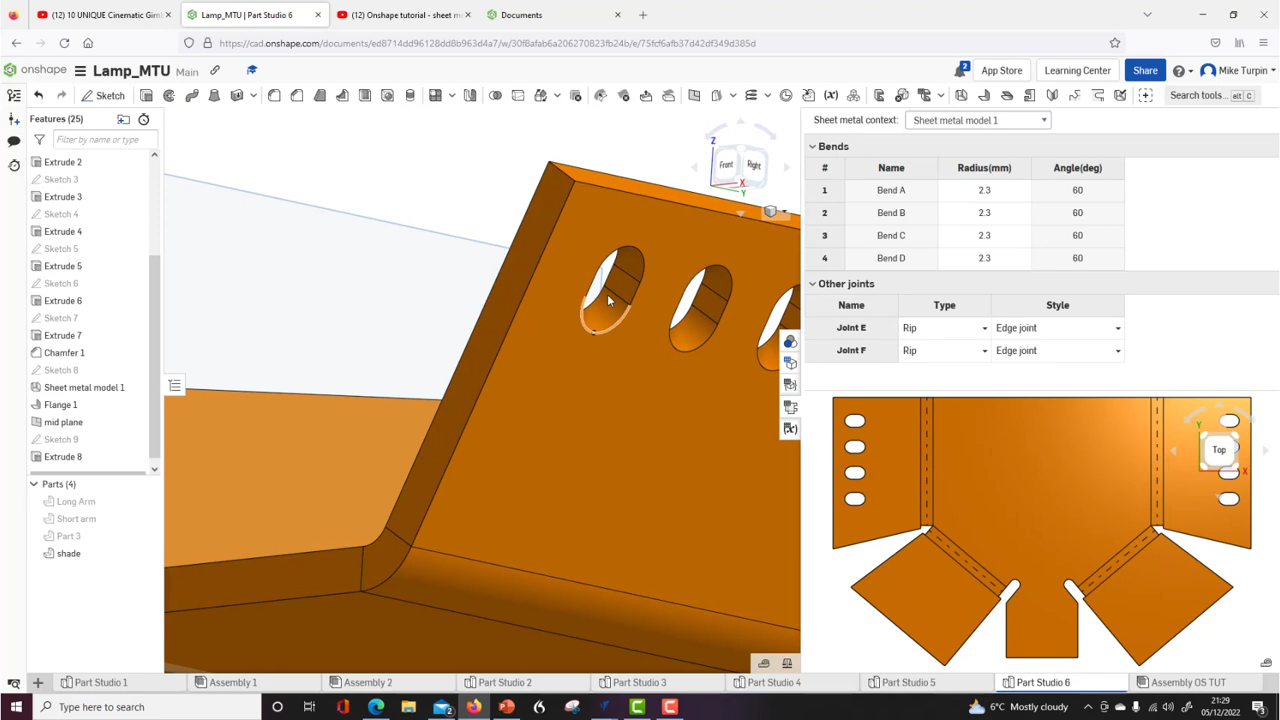 (12) 10 UNIQUE Cinematic Gim
Lamp_MTU | Part Studio 6
(12) Onshape tutorial - sheet m
Documents
https://cad.onshape.com/documents/ed8714dd96128dd8b963d4a7/w/30f8afab6a206270823fb24b/e/75fcf6afb37d42df349d385d
onshape
Lamp_MTU
Main
2
App Store
Learning Center
Share
Mike Turpin
Sketch
Search tools...
alt C
Features (25)
Filter by name or type
Extrude 2
Sketch 3
Extrude 3
Sketch 4
Extrude 4
Sketch 5
Extrude 5
Sketch 6
Extrude 6
Sketch 7
Extrude 7
Chamfer 1
Sketch 8
Sheet metal model 1
Flange 1
mid plane
Sketch 9
Extrude 8
Parts (4)
Long Arm
Short arm
Part 3
shade
Z
Front
Right
X
Y
Sheet metal context:
Sheet metal model 1
Bends
# Name Radius(mm) Angle(deg)
1 Bend A 2.3 60
2 Bend B 2.3 60
3 Bend C 2.3 60
4 Bend D 2.3 60
Other joints
Name Type Style
Joint E Rip Edge joint
Joint F Rip Edge joint
Y
Top
X
Part Studio 1
Assembly 1
Assembly 2
Part Studio 2
Part Studio 3
Part Studio 4
Part Studio 5
Part Studio 6
Assembly OS TUT
Type here to search
6°C Mostly cloudy
21:29
05/12/2022